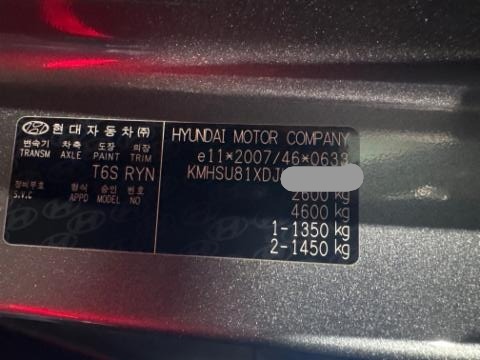 현대자동차(주)
변속기 차축 도장 의장
TRANSM AXLE PAINT TRIM
T6S RYN
장비부호 형식 승인 번호
S.V.C APPD MODEL NO
HYUNDAI MOTOR COMPANY
e11*2007/46*0633
KMHSU81XDJ
2600 kg
4600 kg
1-1350 kg
2-1450 kg